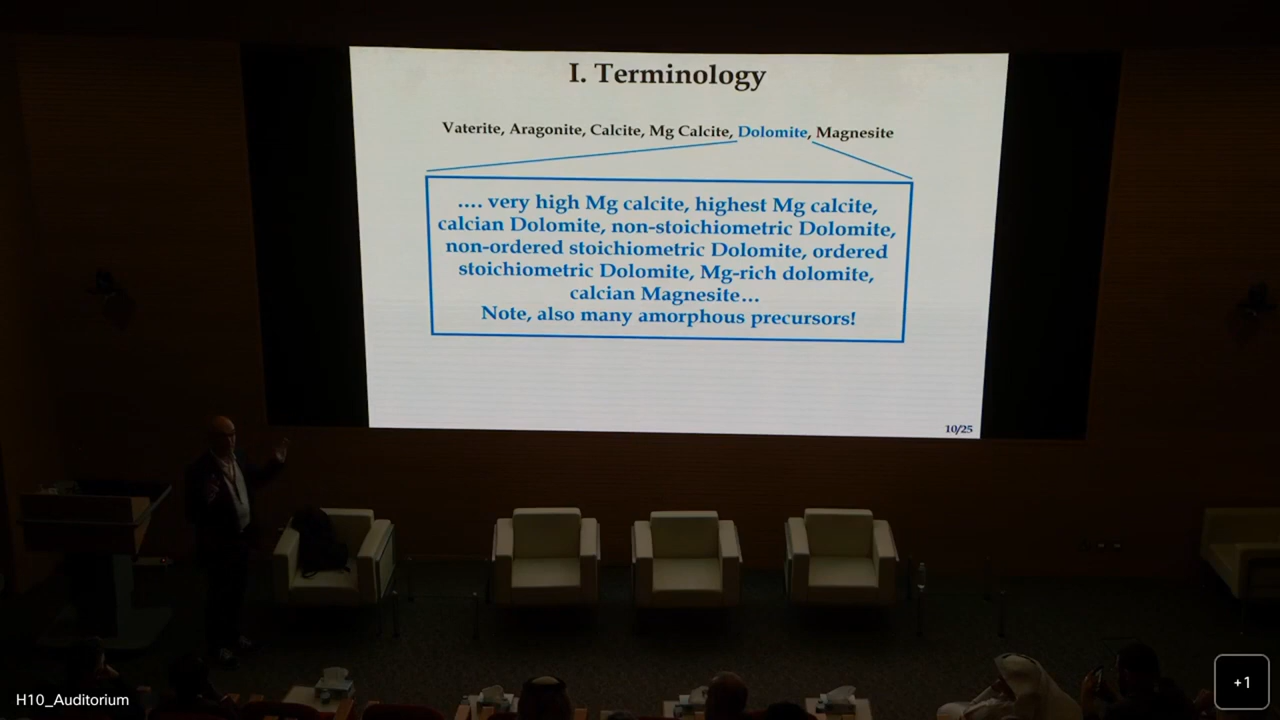 I. Terminology
Vaterite, Aragonite, Calcite, Mg Calcite, Dolomite, Magnesite
.... very high Mg calcite, highest Mg calcite,
calcian Dolomite, non-stoichiometric Dolomite,
non-ordered stoichiometric Dolomite, ordered
stoichiometric Dolomite, Mg-rich dolomite,
calcian Magnesite...
Note, also many amorphous precursors!
10/25
H10_Auditorium
+1